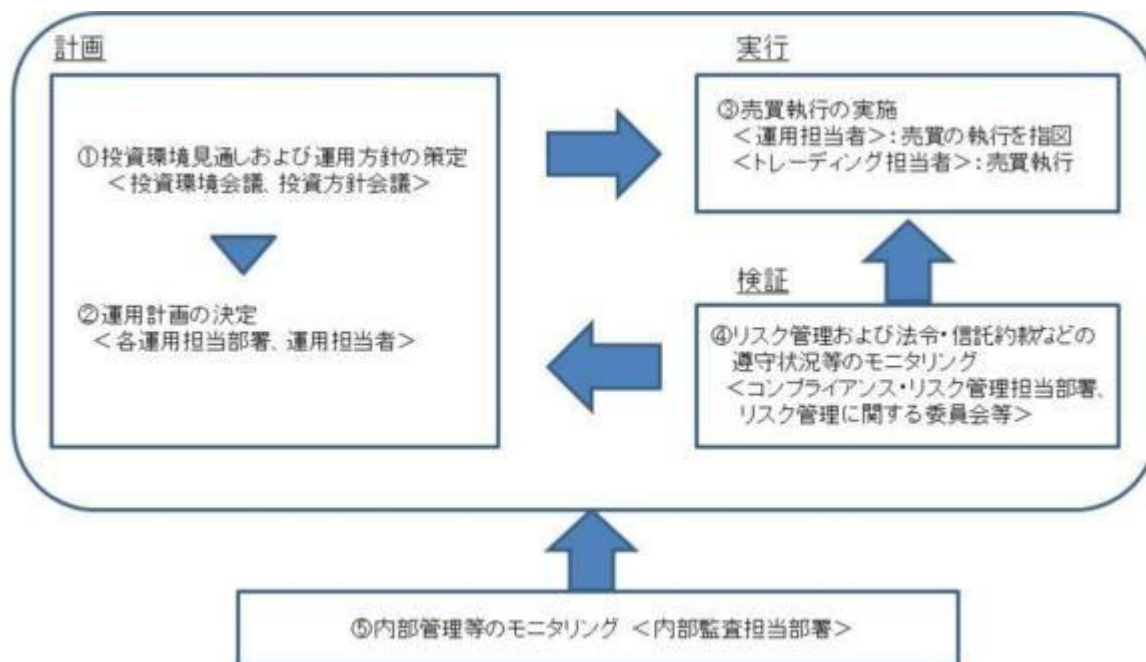 計画
①投資環境見通しおよび運用方針の策定
＜投資環境会議、投資方針会議＞
②運用計画の決定
＜各運用担当部署、運用担当者＞
実行
③売買執行の実施
＜運用担当者＞:売買の執行を指図
＜トレーディング担当者＞:売買執行
検証
④リスク管理および法令・信託約款などの
遵守状況等のモニタリング
＜コンプライアンス・リスク管理担当部署、
リスク管理に関する委員会等＞
⑤内部管理等のモニタリング ＜内部監査担当部署＞